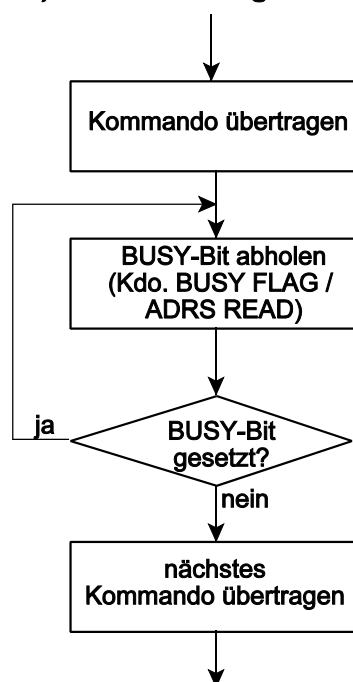 Kommando übertragen
BUSY-Bit abholen
(Kdo. BUSY FLAG /
ADRS READ)
ja
BUSY-Bit
gesetzt?
nein
nächstes
Kommando übertragen